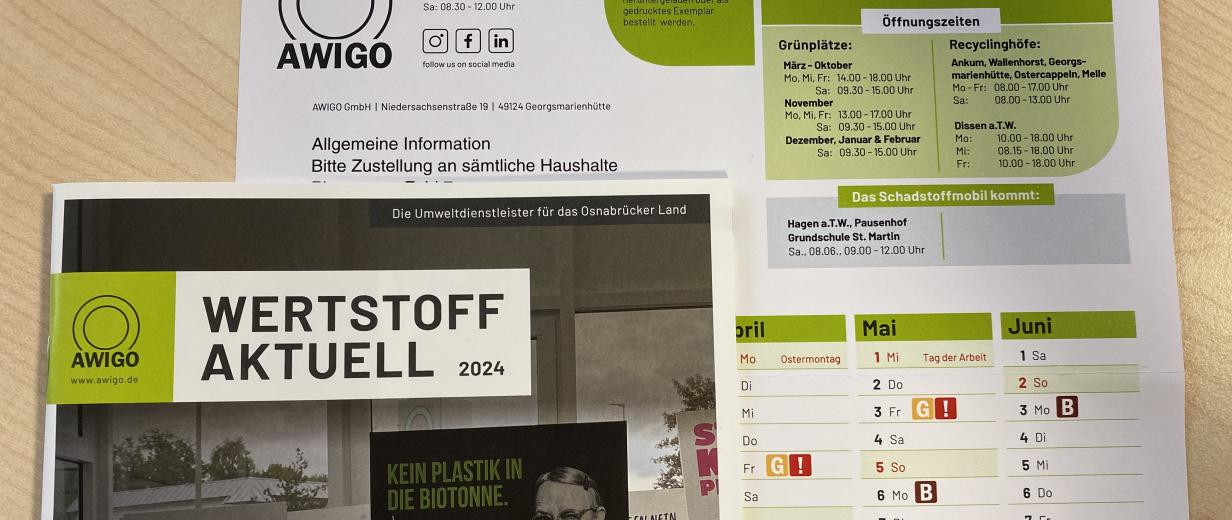 Sa: 08.30 - 12.00 Uhr
AWIGO
follow us on social media
gedrucktes Exemplar
bestellt werden.
AWIGO GmbH | Niedersachsenstraße 19 | 49124 Georgsmarienhütte
Allgemeine Information
Bitte Zustellung an sämtliche Haushalte
Öffnungszeiten
Grünplätze:
März - Oktober
Mo, Mi, Fr: 14.00 - 18.00 Uhr
Sa: 09.30 - 15.00 Uhr
November
Mo, Mi, Fr: 13.00 - 17.00 Uhr
Sa: 09.30 - 15.00 Uhr
Dezember, Januar & Februar
Sa: 09.30 - 15.00 Uhr
Recyclinghöfe:
Ankum, Wallenhorst, Georgs-
marienhütte, Ostercappeln, Melle
Mo - Fr: 08.00 - 17.00 Uhr
Sa: 08.00 - 13.00 Uhr
Dissen a.T.W.
Mo: 10.00 - 18.00 Uhr
Mi: 08.15 - 18.00 Uhr
Fr: 10.00 - 18.00 Uhr
Das Schadstoffmobil kommt:
Hagen a.T.W., Pausenhof
Grundschule St. Martin
Sa., 08.06., 09.00 - 12.00 Uhr
Die Umweltdienstleister für das Osnabrücker Land
AWIGO
www.awigo.de
WERTSTOFF
AKTUELL 2024
KEIN PLASTIK IN
DIE BIOTONNE.
pril
Mo Ostermontag
Di
Mi
Do
Fr G !
Sa
Mai
1 Mi Tag der Arbeit
2 Do
3 Fr G !
4 Sa
5 So
6 Mo B
Juni
1 Sa
2 So
3 Mo B
4 Di
5 Mi
6 Do